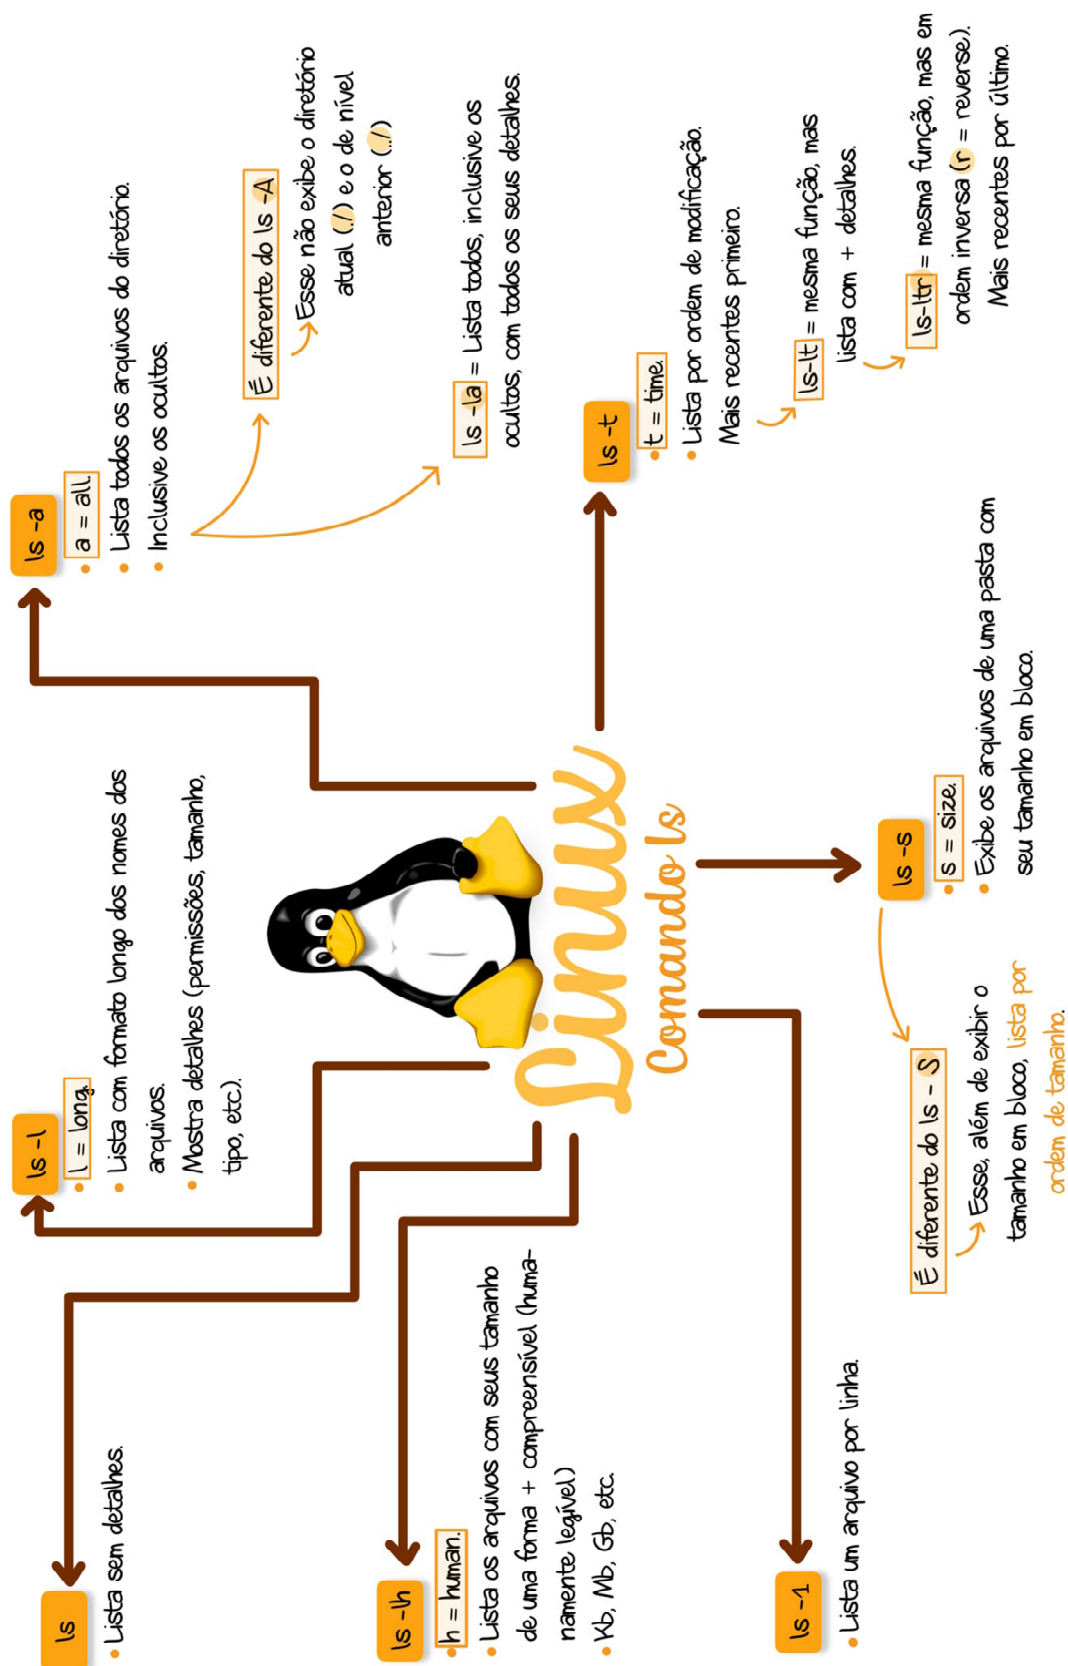 Linux
Comando ls
ls
• Lista sem detalhes.
ls -l
• l = long.
• Lista com formato longo dos nomes dos
arquivos.
• Mostra detalhes (permissões, tamanho,
tipo, etc).
ls -a
• a = all.
• Lista todos os arquivos do diretório.
• Inclusive os ocultos.
É diferente do ls -A
Esse não exibe o diretório
atual (./) e o de nível
anterior (../)
ls -la = Lista todos, inclusive os
ocultos, com todos os seus detalhes.
ls -lh
• h = human.
• Lista os arquivos com seus tamanho
de uma forma + compreensível (huma-
namente legível)
• Kb, Mb, Gb, etc.
ls -t
• t = time.
• Lista por ordem de modificação.
Mais recentes primeiro.
ls-lt = mesma função, mas
lista com + detalhes.
ls-ltr = mesma função, mas em
ordem inversa (r = reverse).
Mais recentes por último.
ls -1
• Lista um arquivo por linha.
ls -s
• s = size.
• Exibe os arquivos de uma pasta com
seu tamanho em bloco.
É diferente do ls - S
Esse, além de exibir o
tamanho em bloco, lista por
ordem de tamanho.